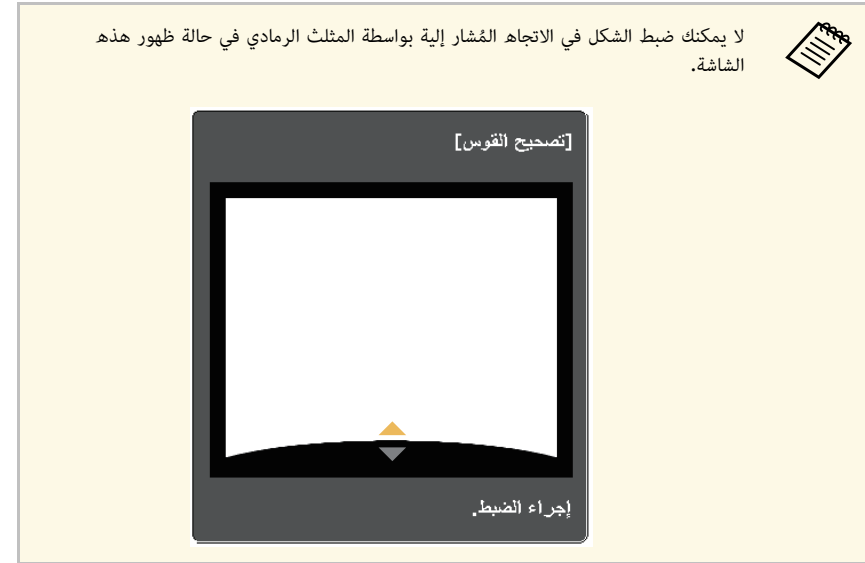 لا يمكنك ضبط الشكل في الاتجاه المُشار إلية بواسطة المثلث الرمادي في حالة ظهور هذه
الشاشة.
[تصحيح القوس]
إجراء الضبط.